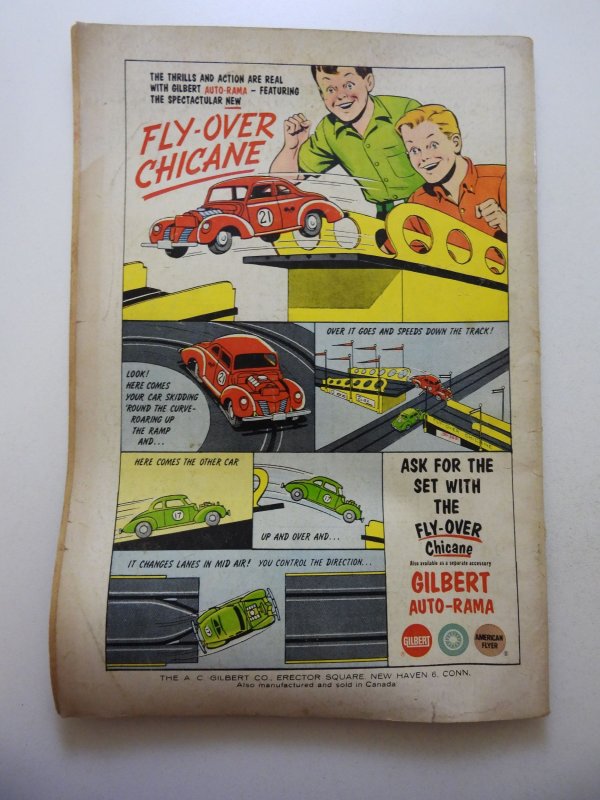 THE THRILLS AND ACTION ARE REAL
WITH GILBERT AUTO-RAMA – FEATURING
THE SPECTACULAR NEW
FLY-OVER
CHICANE
21
LOOK!
HERE COMES
YOUR CAR SKIDDING
'ROUND THE CURVE-
ROARING UP
THE RAMP
AND...
21
OVER IT GOES AND SPEEDS DOWN THE TRACK!
HERE COMES THE OTHER CAR
17
17
UP AND OVER AND...
IT CHANGES LANES IN MID AIR! YOU CONTROL THE DIRECTION...
17
ASK FOR THE
SET WITH
THE
FLY-OVER
Chicane
Also available as a separate accessory
GILBERT
AUTO-RAMA
GILBERT
AMERICAN
FLYER
THE A. C. GILBERT CO., ERECTOR SQUARE, NEW HAVEN 6, CONN.
Also manufactured and sold in Canada